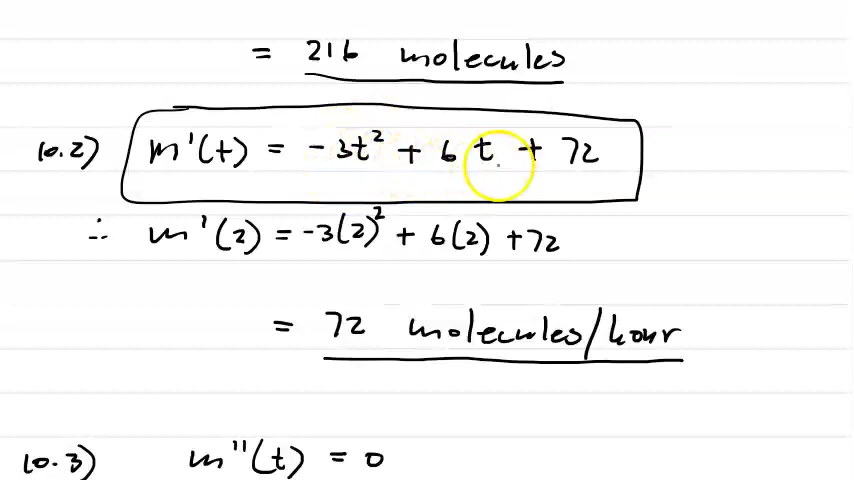 = 216 molecules
10.2) m'(t) = -3t² + 6t + 72
∴ m'(2) = -3(2)² + 6(2) + 72
= 72 molecules/hour
10.3) m''(t) = 0